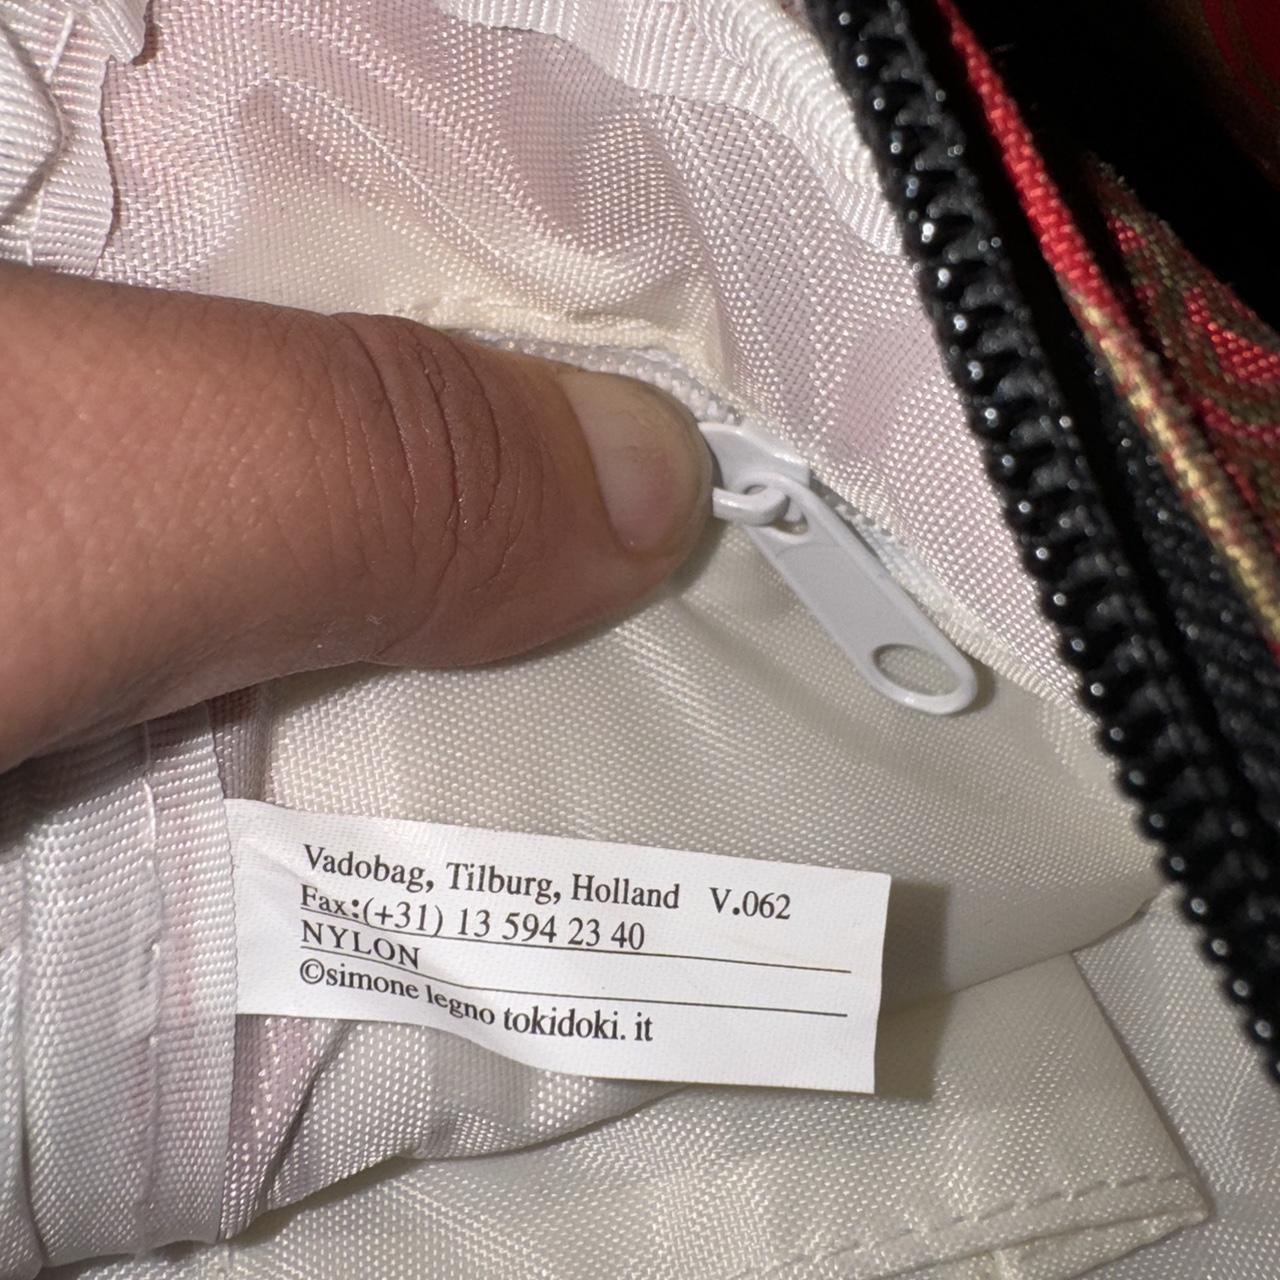 Vadobag, Tilburg, Holland V.062
Fax:(+31) 13 594 23 40
NYLON
©simone legno tokidoki. it